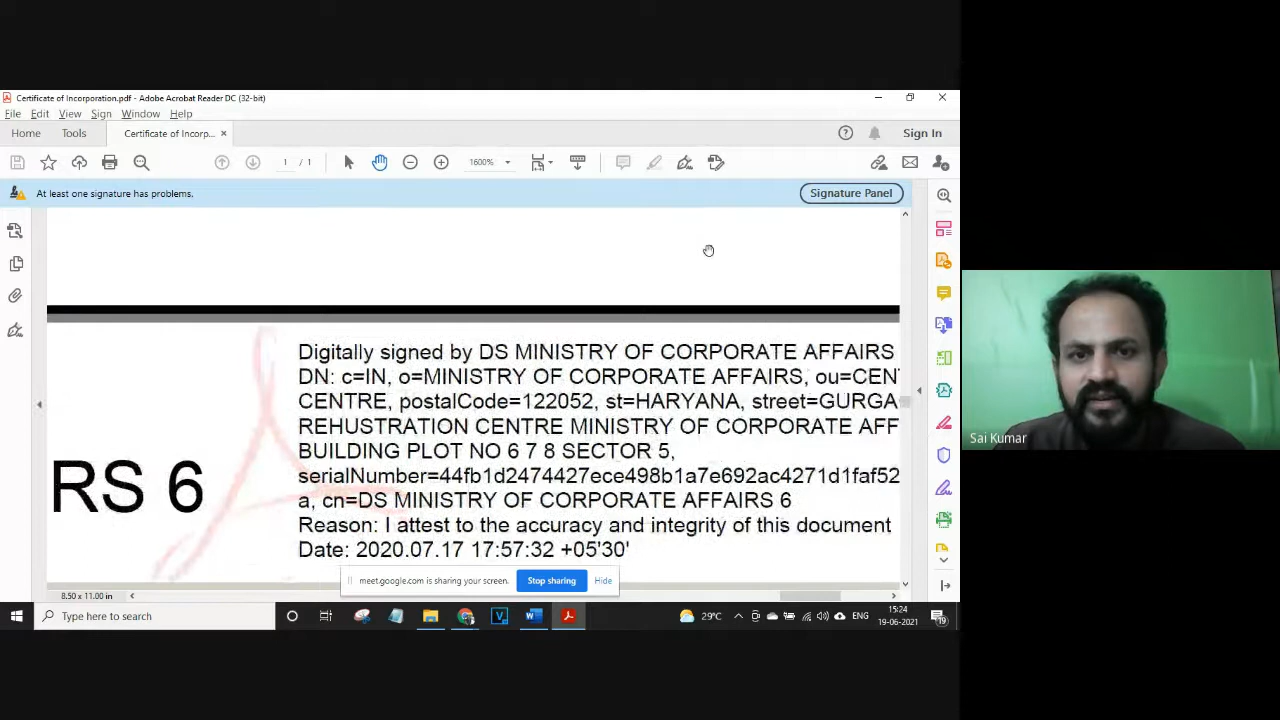 Certificate of Incorporation.pdf - Adobe Acrobat Reader DC (32-bit)
File Edit View Sign Window Help
Home Tools Certificate of Incorp... × Sign In
1 / 1 1600%
At least one signature has problems. Signature Panel
Digitally signed by DS MINISTRY OF CORPORATE AFFAIRS
DN: c=IN, o=MINISTRY OF CORPORATE AFFAIRS, ou=CEN
CENTRE, postalCode=122052, st=HARYANA, street=GURGA
REHUSTRATION CENTRE MINISTRY OF CORPORATE AFF
BUILDING PLOT NO 6 7 8 SECTOR 5,
serialNumber=44fb1d2474427ece498b1a7e692ac4271d1faf52
a, cn=DS MINISTRY OF CORPORATE AFFAIRS 6
Reason: I attest to the accuracy and integrity of this document
Date: 2020.07.17 17:57:32 +05'30'
RS 6
Sai Kumar
meet.google.com is sharing your screen. Stop sharing Hide
8.50 x 11.00 in
Type here to search
29°C ENG
15:24
19-06-2021
19